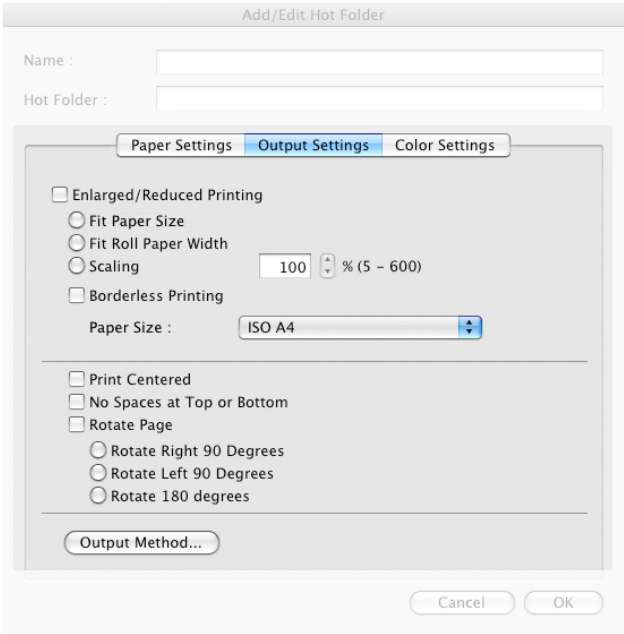 Add/Edit Hot Folder
Name :
Hot Folder :
Paper Settings Output Settings Color Settings
Enlarged/Reduced Printing
Fit Paper Size
Fit Roll Paper Width
Scaling 100 % (5 – 600)
Borderless Printing
Paper Size : ISO A4
Print Centered
No Spaces at Top or Bottom
Rotate Page
Rotate Right 90 Degrees
Rotate Left 90 Degrees
Rotate 180 degrees
Output Method...
Cancel OK